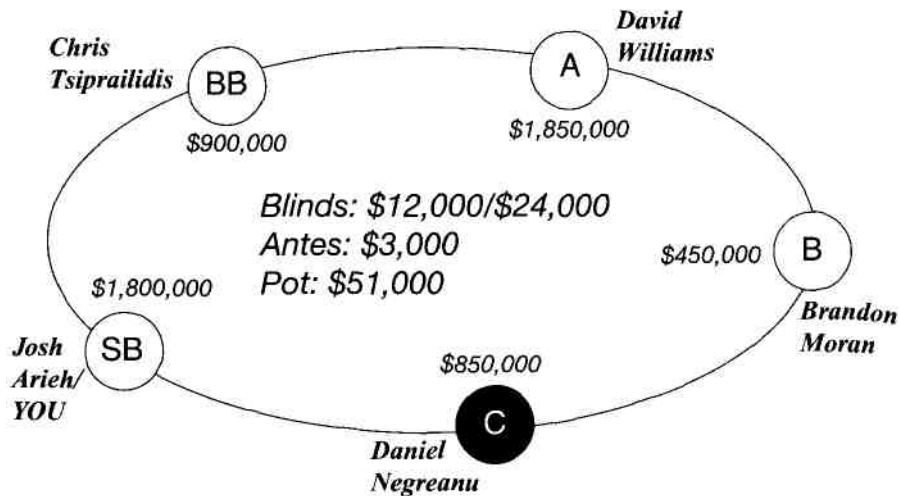 David
Williams
Chris
Tsiprailidis
BB
A
$900,000
$1,850,000
Blinds: $12,000/$24,000
Antes: $3,000
Pot: $51,000
$450,000
B
$1,800,000
Brandon
Moran
Josh
Arieh/
YOU
SB
$850,000
C
Daniel
Negreanu